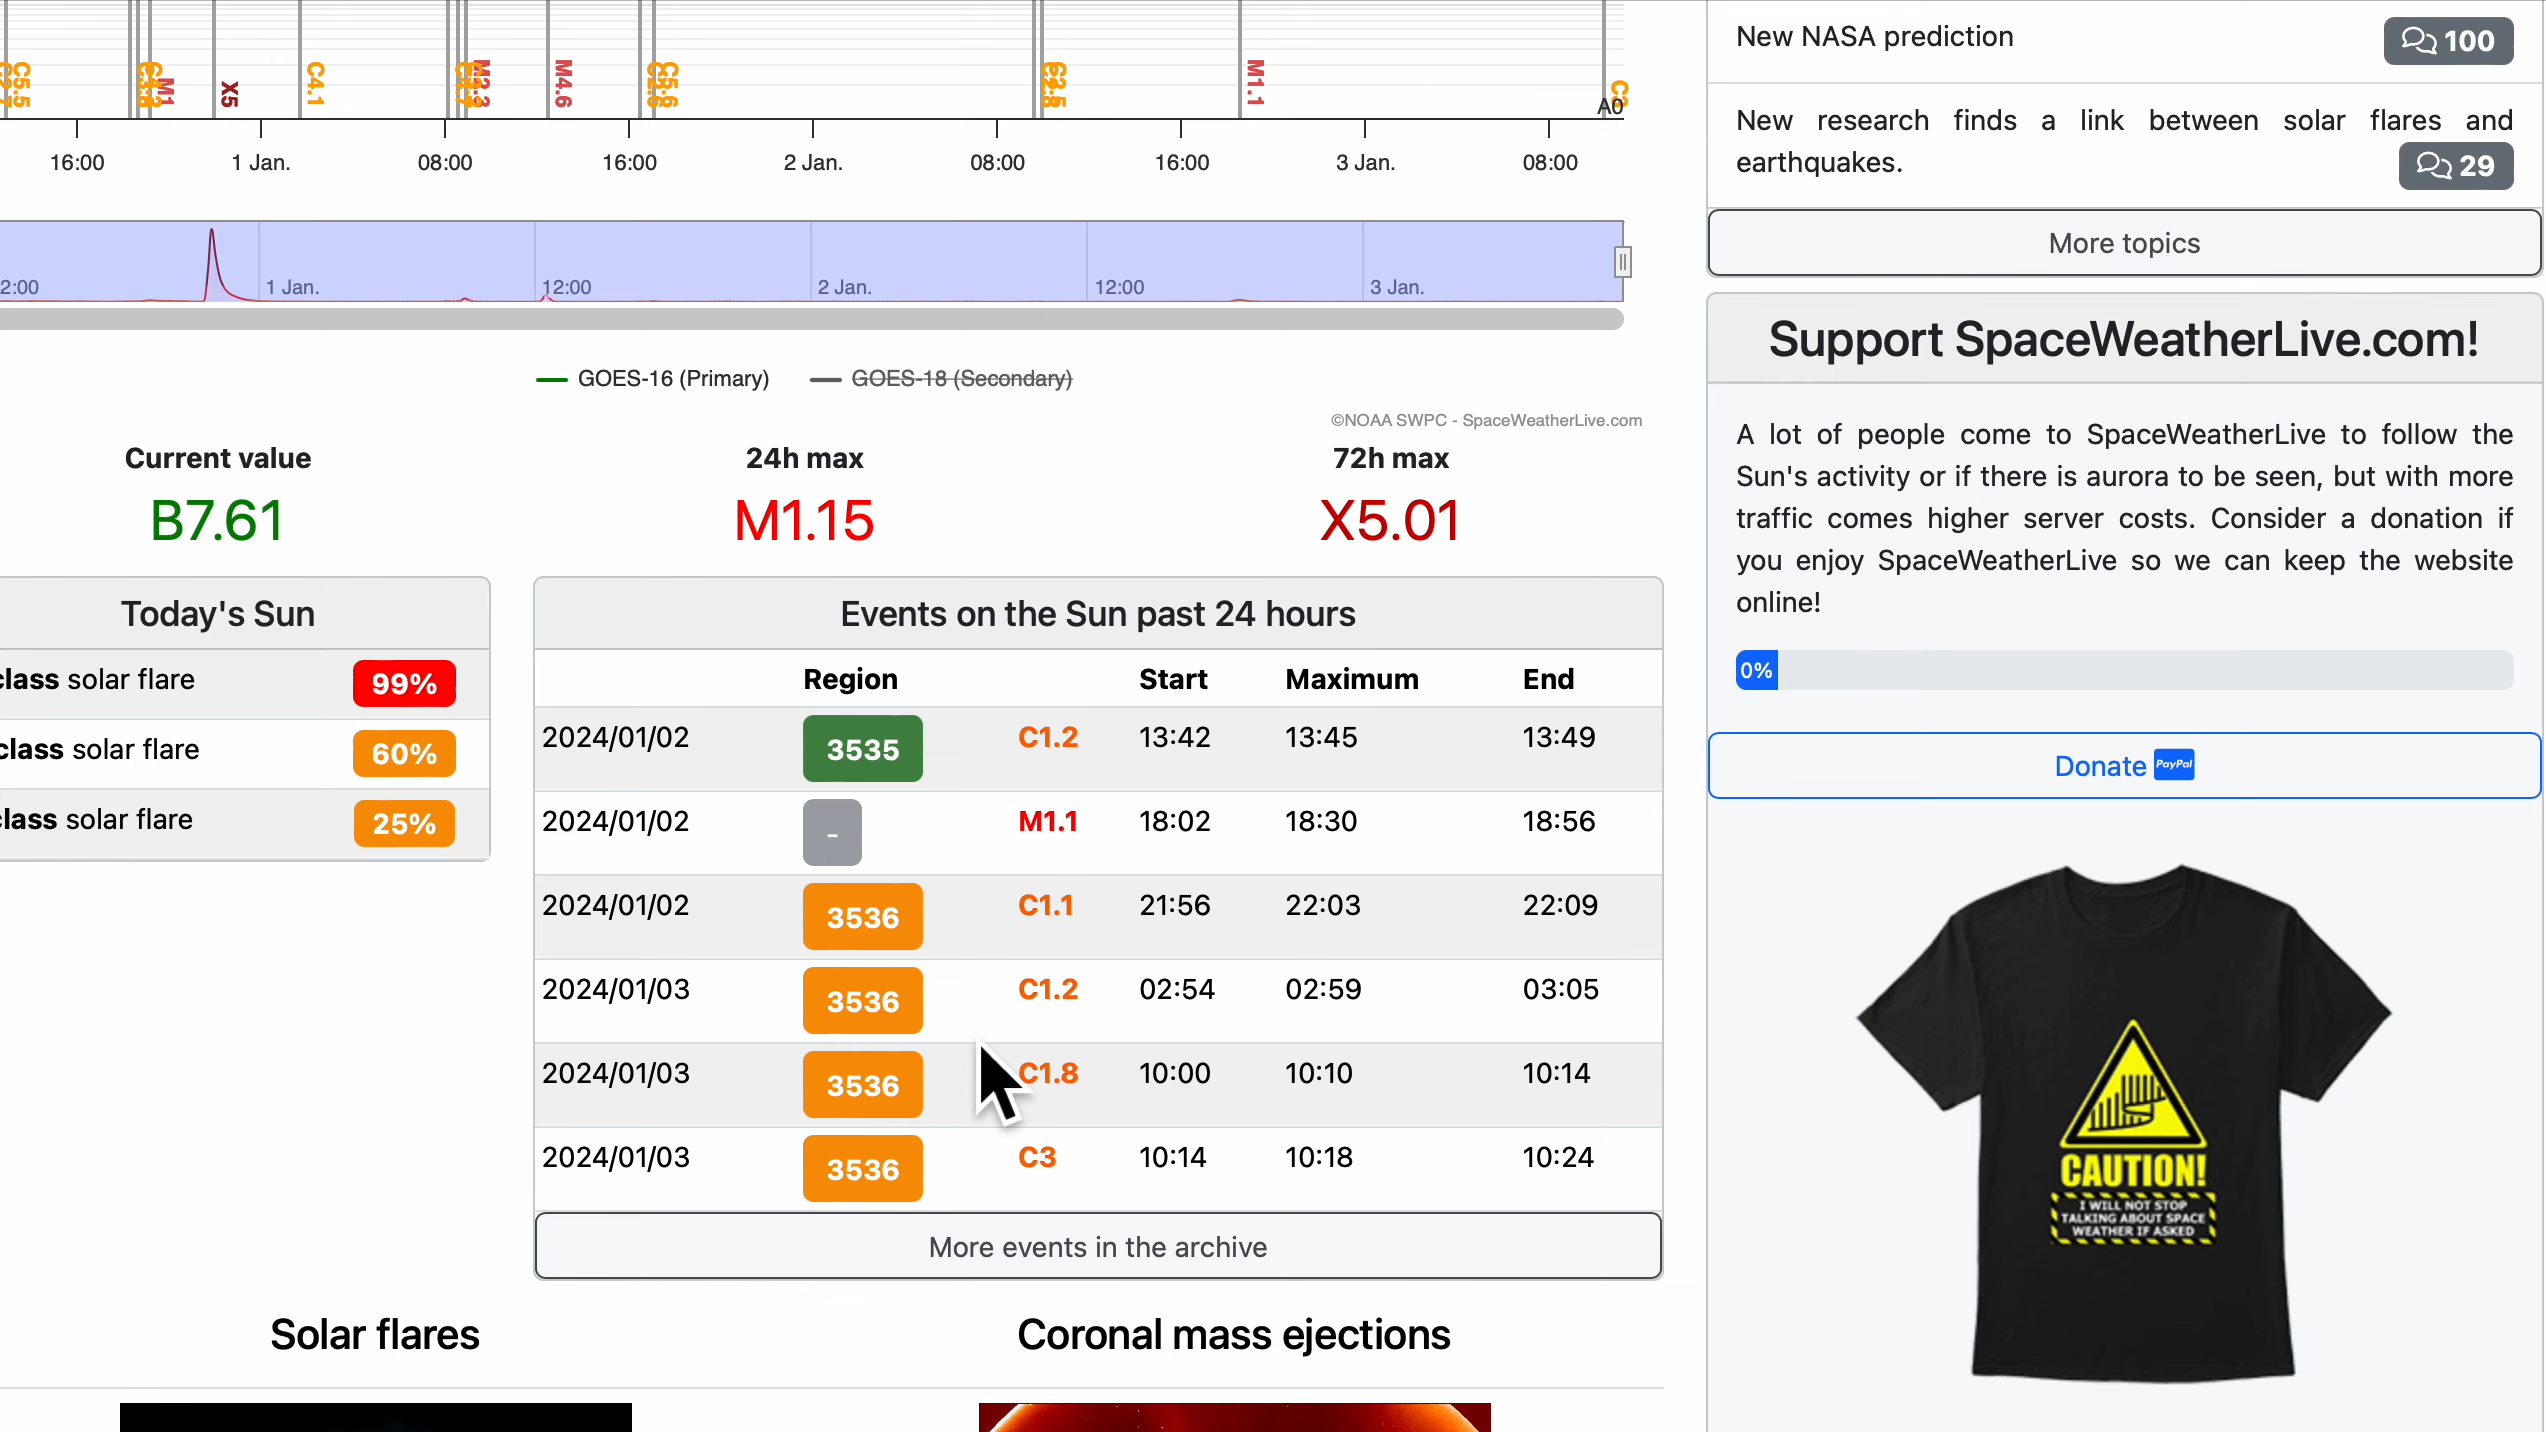 C5.5
M1
X5
C4.1
M4.6
C5.6
M1.1
A0
16:00
1 Jan.
08:00
16:00
2 Jan.
08:00
16:00
3 Jan.
08:00
2:00
1 Jan.
12:00
2 Jan.
12:00
3 Jan.
GOES-16 (Primary)
GOES-18 (Secondary)
©NOAA SWPC - SpaceWeatherLive.com
Current value
24h max
72h max
B7.61
M1.15
X5.01
Today's Sun
class solar flare 99%
class solar flare 60%
class solar flare 25%
Events on the Sun past 24 hours
Region Start Maximum End
2024/01/02 3535 C1.2 13:42 13:45 13:49
2024/01/02 - M1.1 18:02 18:30 18:56
2024/01/02 3536 C1.1 21:56 22:03 22:09
2024/01/03 3536 C1.2 02:54 02:59 03:05
2024/01/03 3536 C1.8 10:00 10:10 10:14
2024/01/03 3536 C3 10:14 10:18 10:24
More events in the archive
Solar flares
Coronal mass ejections
New NASA prediction
100
New research finds a link between solar flares and
earthquakes.
29
More topics
Support SpaceWeatherLive.com!
A lot of people come to SpaceWeatherLive to follow the
Sun's activity or if there is aurora to be seen, but with more
traffic comes higher server costs. Consider a donation if
you enjoy SpaceWeatherLive so we can keep the website
online!
0%
Donate PayPal
CAUTION!
I WILL NOT STOP
TALKING ABOUT SPACE
WEATHER IF ASKED